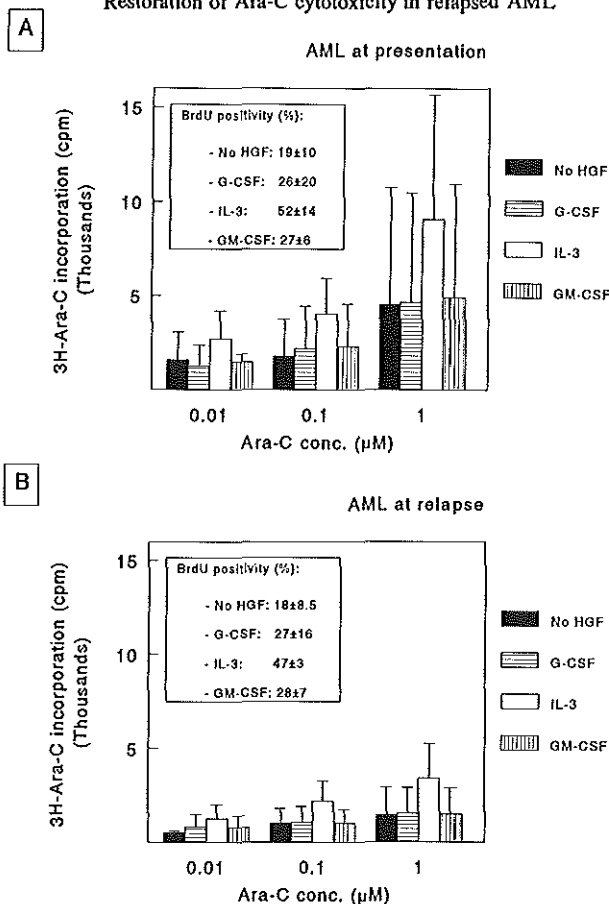 Restoration of Ara-C cytotoxicity in relapsed AML
A
AML at presentation
3H-Ara-C incorporation (cpm)
(Thousands)
15
10
5
BrdU positivity (%):
- No HGF: 19±10
- G-CSF: 26±20
- IL-3: 52±14
- GM-CSF: 27±6
No HGF
G-CSF
IL-3
GM-CSF
0.01 0.1 1
Ara-C conc. (µM)
B
AML at relapse
3H-Ara-C incorporation (cpm)
(Thousands)
15
10
5
BrdU positivity (%):
- No HGF: 18±8.5
- G-CSF: 27±16
- IL-3: 47±3
- GM-CSF: 28±7
No HGF
G-CSF
IL-3
GM-CSF
0.01 0.1 1
Ara-C conc. (µM)